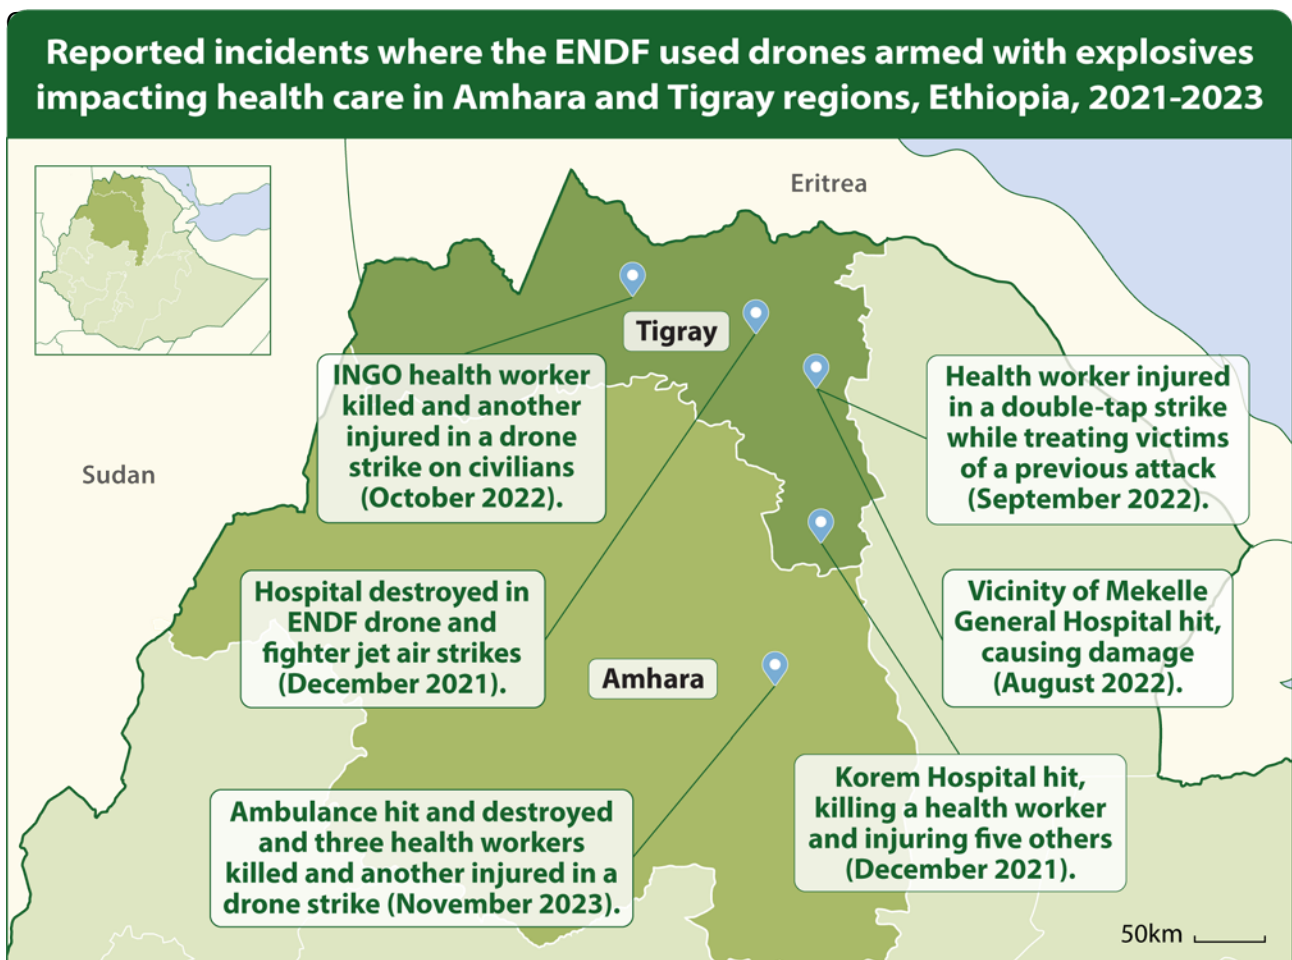 Reported incidents where the ENDF used drones armed with explosives
impacting health care in Amhara and Tigray regions, Ethiopia, 2021-2023
Eritrea
Tigray
INGO health worker
killed and another
injured in a drone
strike on civilians
(October 2022).
Health worker injured
in a double-tap strike
while treating victims
of a previous attack
(September 2022).
Sudan
Hospital destroyed in
ENDF drone and
fighter jet air strikes
(December 2021).
Vicinity of Mekelle
General Hospital hit,
causing damage
(August 2022).
Amhara
Ambulance hit and destroyed
and three health workers
killed and another injured in a
drone strike (November 2023).
Korem Hospital hit,
killing a health worker
and injuring five others
(December 2021).
50km